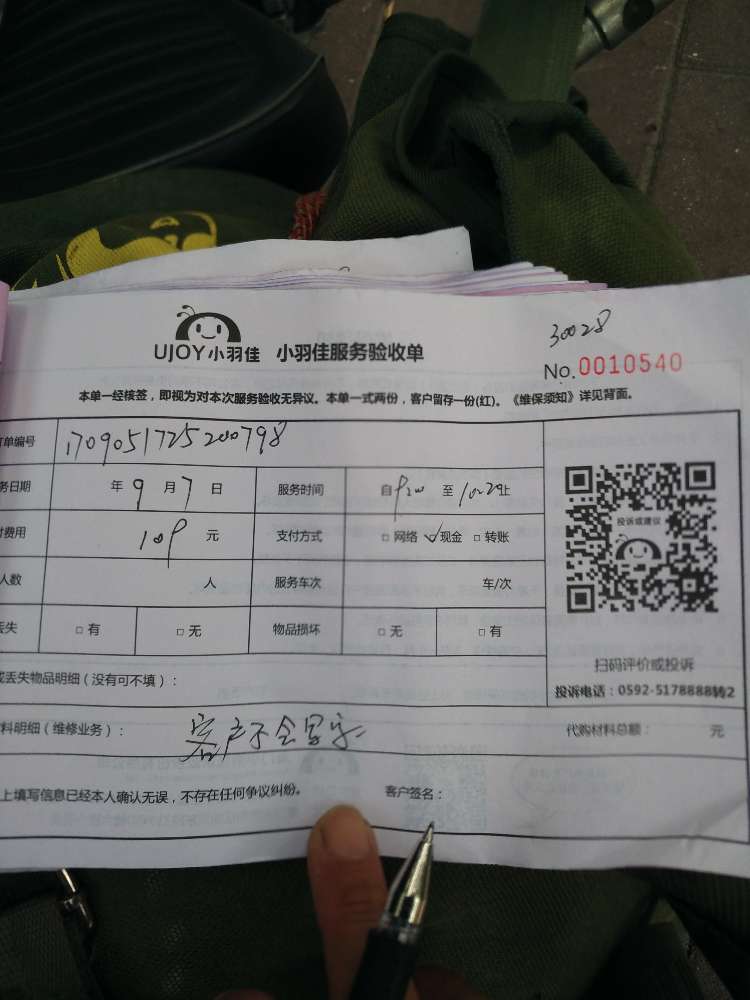 30028
UJOY小羽佳 小羽佳服务验收单
No.0010540
本单一经核签，即视为对本次服务验收无异议。本单一式两份，客户留存一份(红)。《维保须知》详见背面。
单编号 1709051725200798
务日期 年9月7日 服务时间 自 至 止
费用 109 元 支付方式 □ 网络 ✓现金 □ 转账
人数 人 服务车次 车/次
丢失 □ 有 □ 无 物品损坏 □ 无 □ 有
投诉或建议
扫码评价或投诉
投诉电话：0592-5178888转2
或丢失物品明细（没有可不填）：
料明细（维修业务）： 客户不会写字 代购材料总额： 元
上填写信息已经本人确认无误，不存在任何争议纠纷。 客户签名：